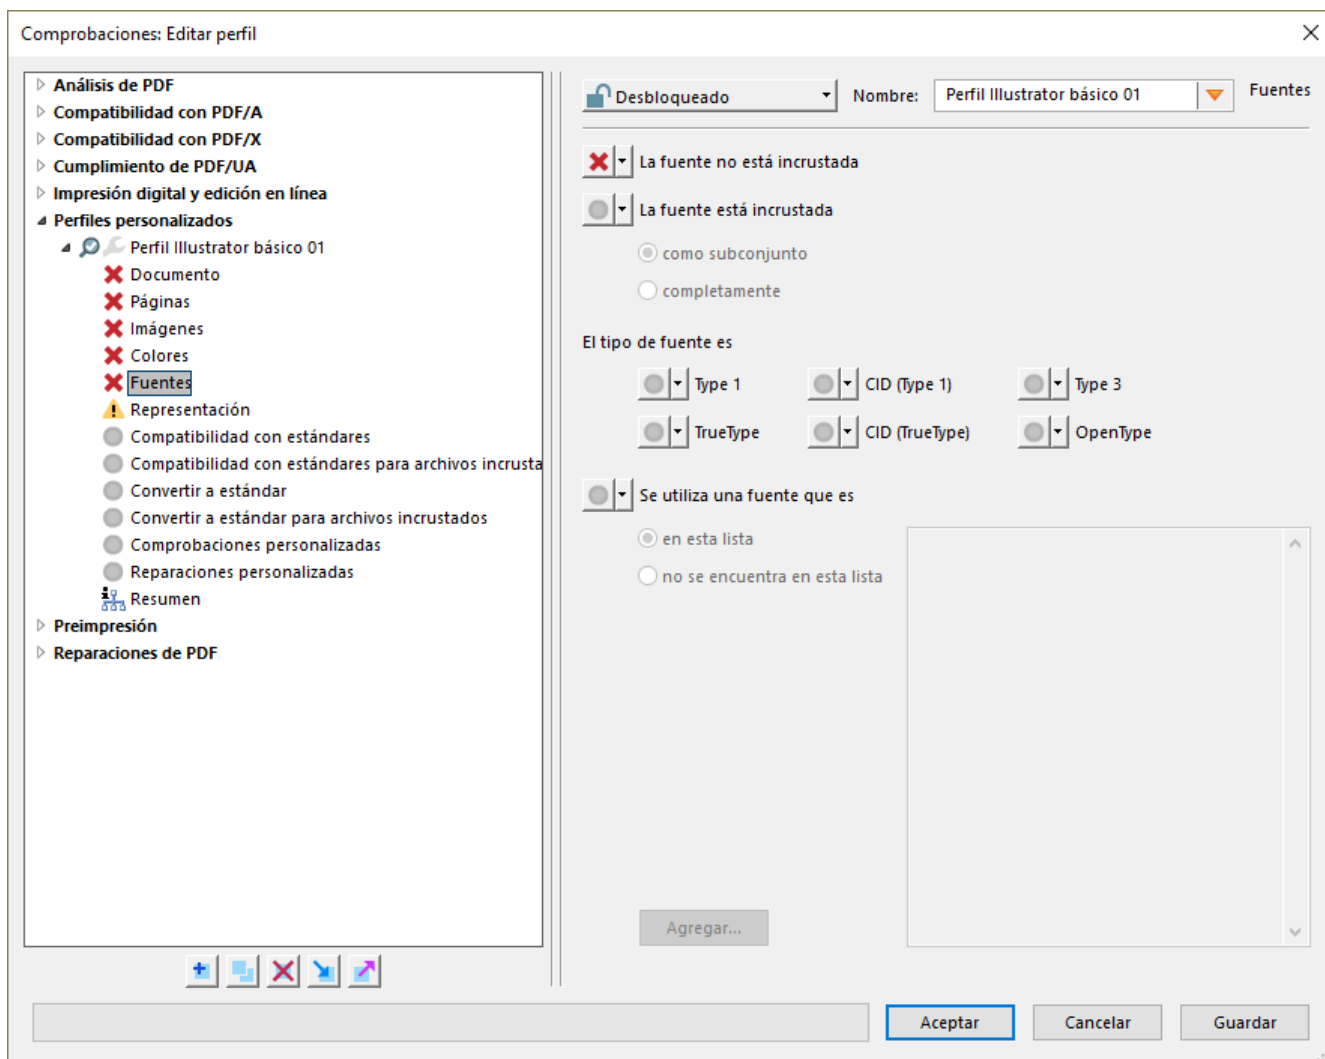 Comprobaciones: Editar perfil
Análisis de PDF
Compatibilidad con PDF/A
Compatibilidad con PDF/X
Cumplimiento de PDF/UA
Impresión digital y edición en línea
Perfiles personalizados
Perfil Illustrator básico 01
Documento
Páginas
Imágenes
Colores
Fuentes
Representación
Compatibilidad con estándares
Compatibilidad con estándares para archivos incrusta
Convertir a estándar
Convertir a estándar para archivos incrustados
Comprobaciones personalizadas
Reparaciones personalizadas
Resumen
Preimpresión
Reparaciones de PDF
Desbloqueado Nombre: Perfil Illustrator básico 01 Fuentes
La fuente no está incrustada
La fuente está incrustada
como subconjunto
completamente
El tipo de fuente es
Type 1 CID (Type 1) Type 3
TrueType CID (TrueType) OpenType
Se utiliza una fuente que es
en esta lista
no se encuentra en esta lista
Agregar...
Aceptar Cancelar Guardar